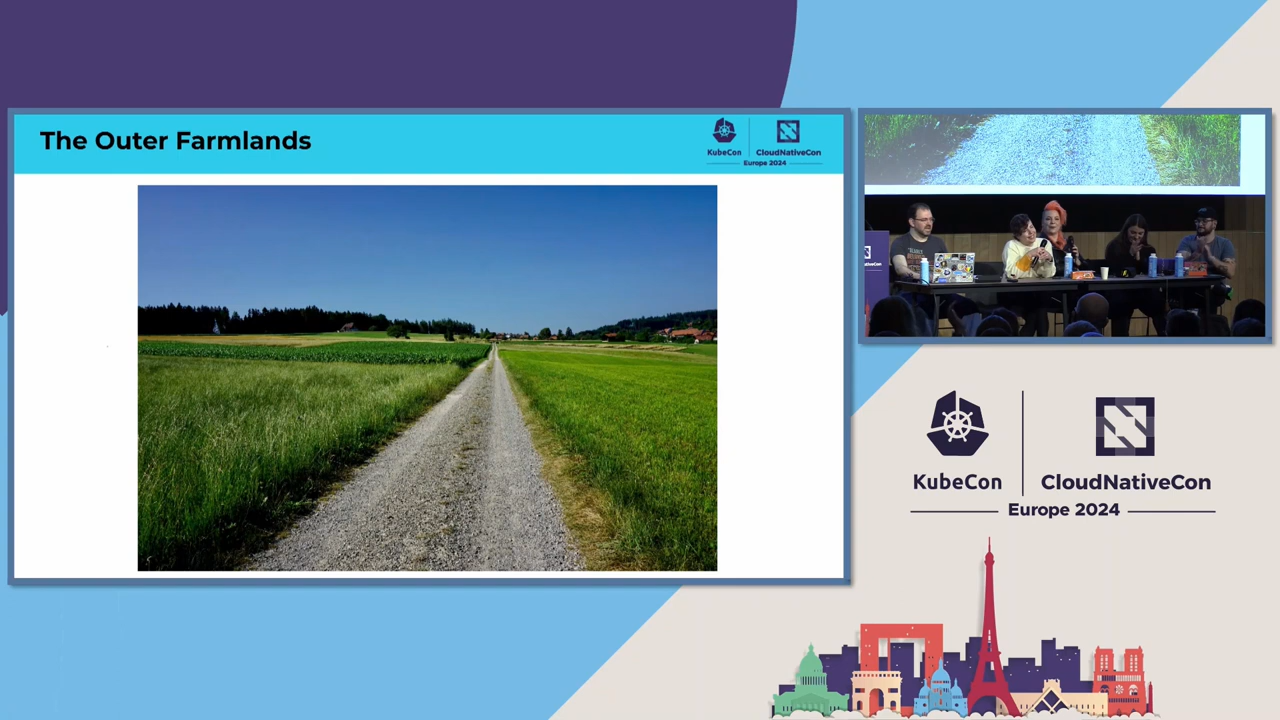 The Outer Farmlands
KubeCon
CloudNativeCon
Europe 2024
KubeCon
CloudNativeCon
Europe 2024